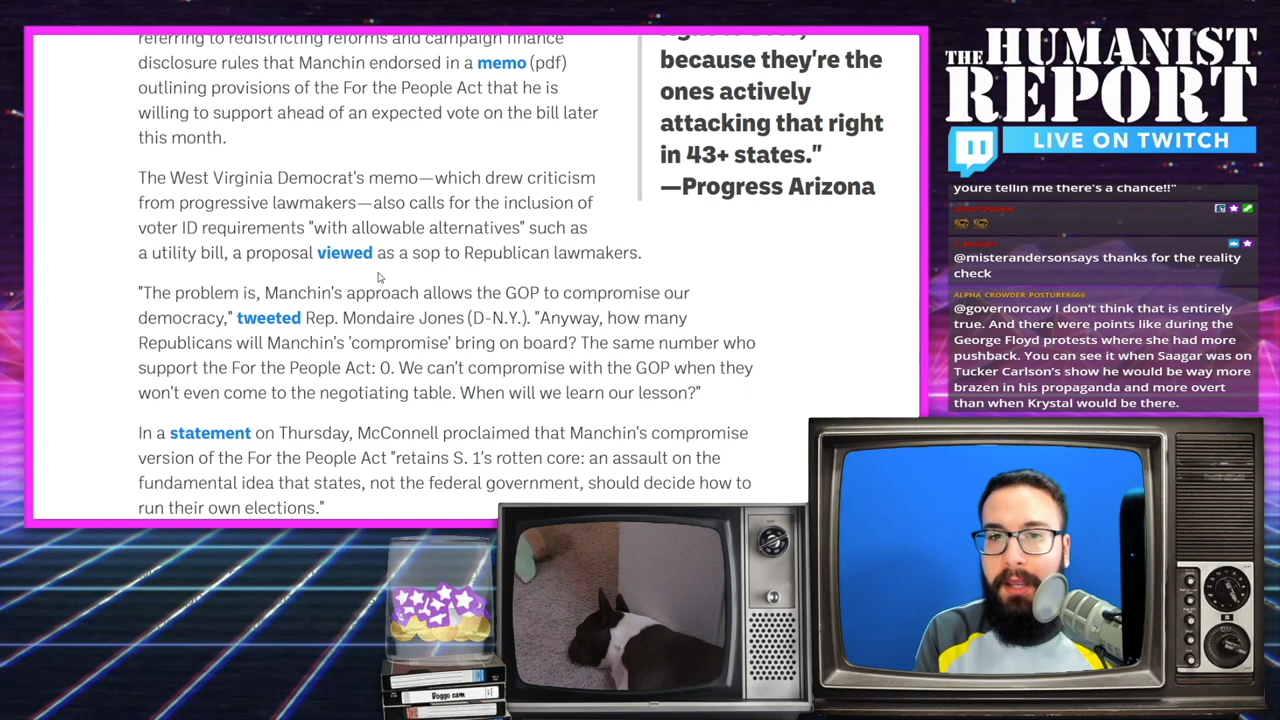 referring to redistricting reforms and campaign finance
disclosure rules that Manchin endorsed in a memo (pdf)
outlining provisions of the For the People Act that he is
willing to support ahead of an expected vote on the bill later
this month.
The West Virginia Democrat's memo—which drew criticism
from progressive lawmakers—also calls for the inclusion of
voter ID requirements "with allowable alternatives" such as
a utility bill, a proposal viewed as a sop to Republican lawmakers.
"The problem is, Manchin's approach allows the GOP to compromise our
democracy," tweeted Rep. Mondaire Jones (D-N.Y.). "Anyway, how many
Republicans will Manchin's 'compromise' bring on board? The same number who
support the For the People Act: 0. We can't compromise with the GOP when they
won't even come to the negotiating table. When will we learn our lesson?"
In a statement on Thursday, McConnell proclaimed that Manchin's compromise
version of the For the People Act "retains S. 1's rotten core: an assault on the
fundamental idea that states, not the federal government, should decide how to
run their own elections."
because they're the
ones actively
attacking that right
in 43+ states."
—Progress Arizona
THE HUMANIST
REPORT
LIVE ON TWITCH
youre tellin me there's a chance!!"
@misterandersonsays thanks for the reality
check
ALPHA_CROWDER_POSTURER666
@governorcaw I don't think that is entirely
true. And there were points like during the
George Floyd protests where she had more
pushback. You can see it when Saagar was on
Tucker Carlson's show he would be way more
brazen in his propaganda and more overt
than when Krystal would be there.
Doggo cam